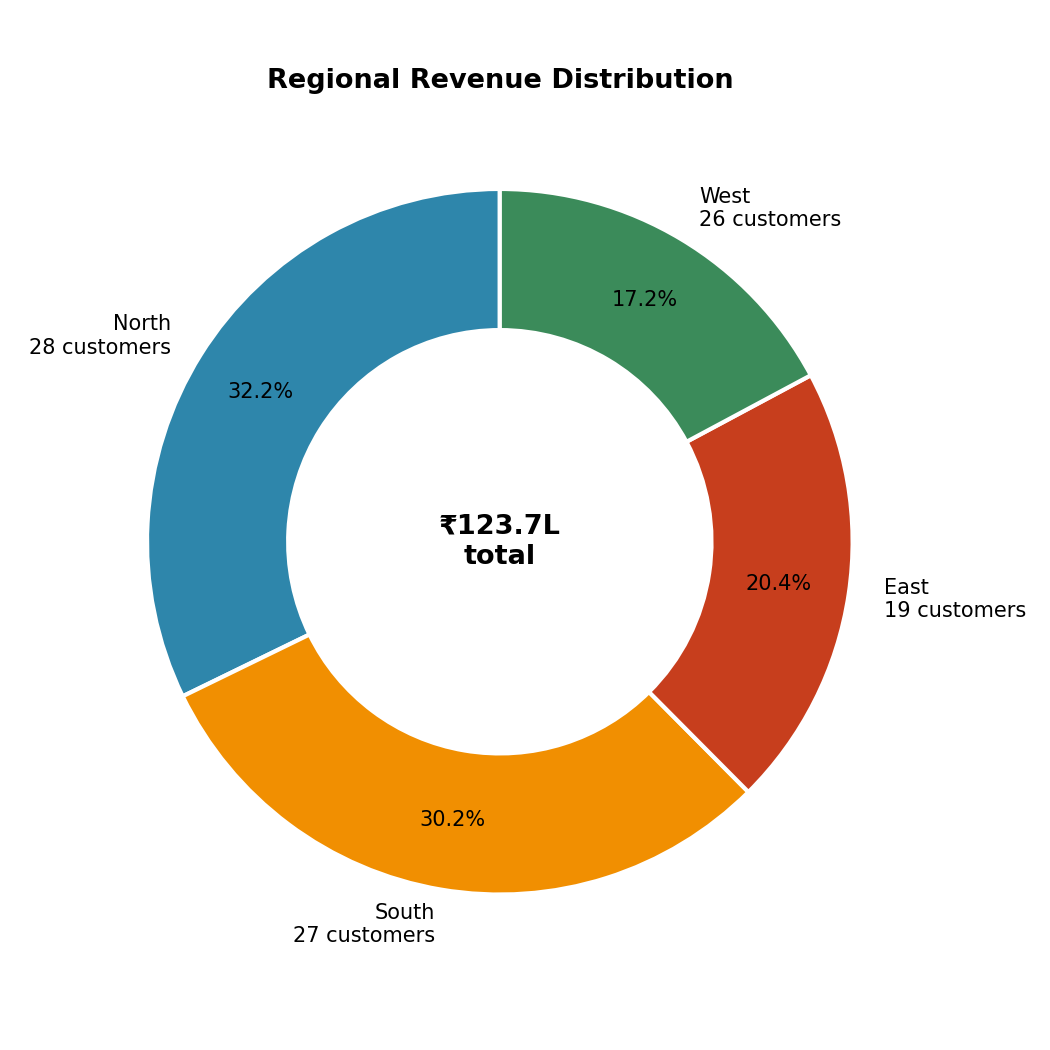 Regional Revenue Distribution
West
26 customers
17.2%
North
28 customers
32.2%
₹123.7L
total
20.4%
East
19 customers
30.2%
South
27 customers